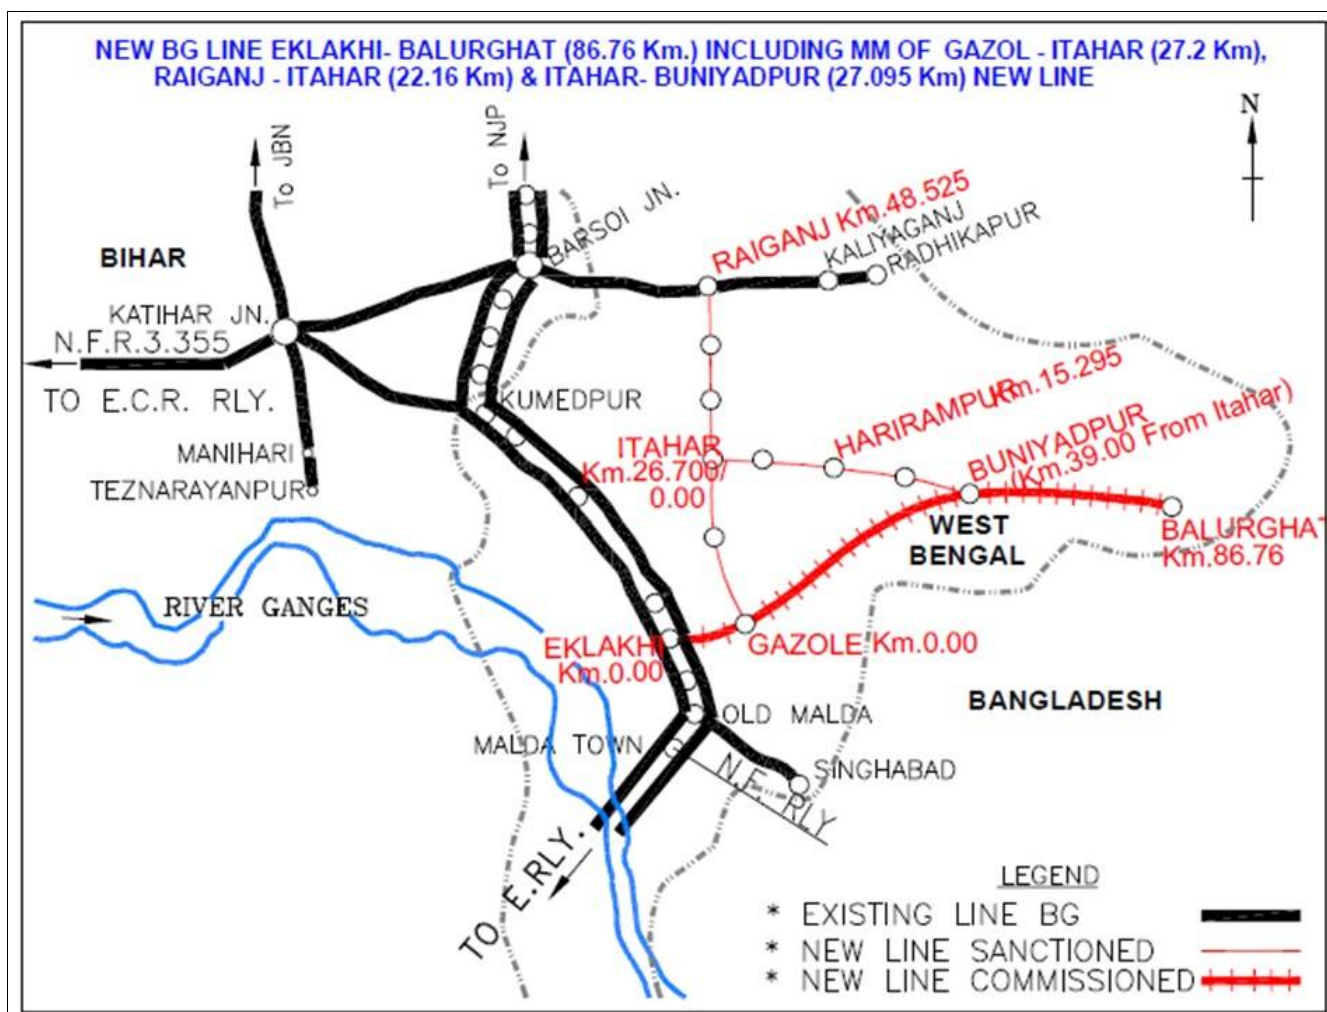 NEW BG LINE EKLAKHI- BALURGHAT (86.76 Km.) INCLUDING MM OF GAZOL - ITAHAR (27.2 Km),
RAIGANJ - ITAHAR (22.16 Km) & ITAHAR- BUNIYADPUR (27.095 Km) NEW LINE
N
To JBN
To NJP
BARSOI JN.
RAIGANJ Km.48.525
KALIYAGANJ
RADHIKAPUR
BIHAR
KATIHAR JN.
N.F.R.3.355
TO E.C.R. RLY.
KUMEDPUR
MANIHARI
TEZNARAYANPUR
ITAHAR
Km.26.700/
0.00
HARIRAMPUR Km.15.295
BUNIYADPUR
(Km.39.00 From Itahar)
WEST
BENGAL
BALURGHAT
Km.86.76
RIVER GANGES
EKLAKHI
Km.0.00
GAZOLE Km.0.00
BANGLADESH
OLD MALDA
MALDA TOWN
SINGHABAD
N.F. RLY
TO E.RLY.
LEGEND
* EXISTING LINE BG
* NEW LINE SANCTIONED
* NEW LINE COMMISSIONED